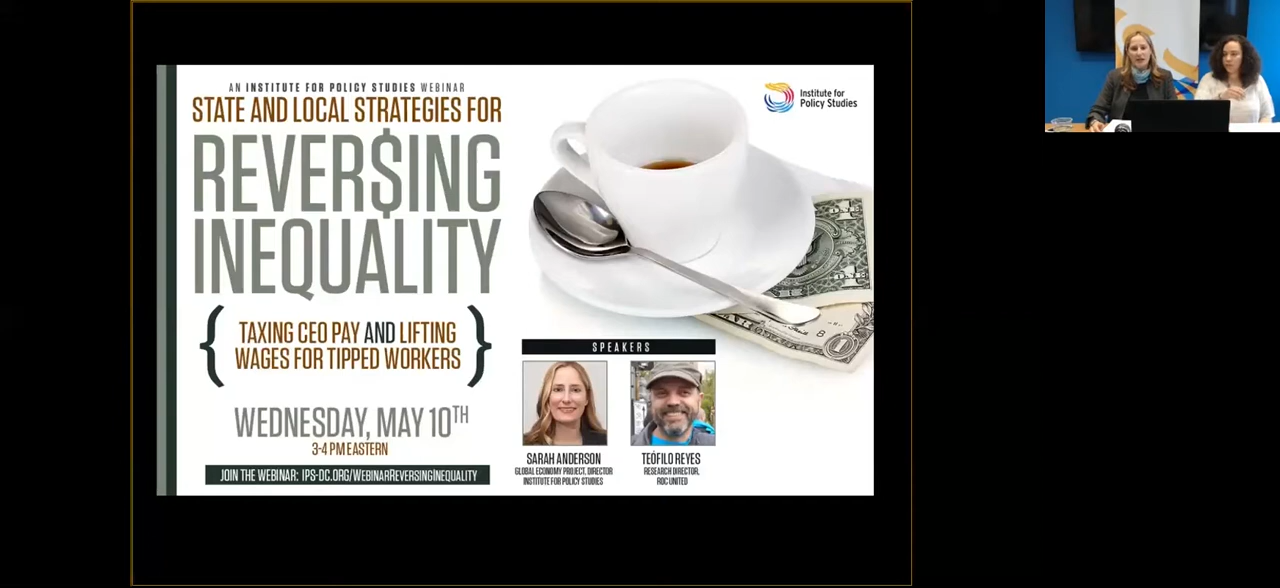 AN INSTITUTE FOR POLICY STUDIES WEBINAR
STATE AND LOCAL STRATEGIES FOR
REVER$ING
INEQUALITY
{ TAXING CEO PAY AND LIFTING
WAGES FOR TIPPED WORKERS }
WEDNESDAY, MAY 10TH
3-4 PM EASTERN
JOIN THE WEBINAR: IPS-DC.ORG/WEBINARREVERSINGINEQUALITY
Institute for
Policy Studies
SPEAKERS
SARAH ANDERSON
GLOBAL ECONOMY PROJECT, DIRECTOR
INSTITUTE FOR POLICY STUDIES
TEÓFILO REYES
RESEARCH DIRECTOR,
ROC UNITED